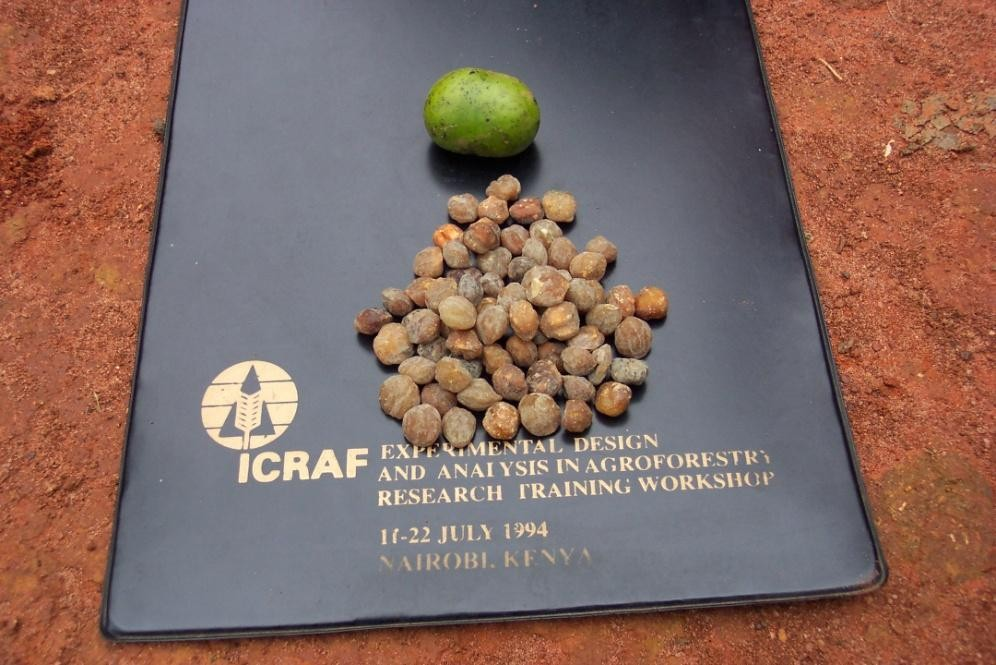 ICRAF
EXPERIMENTAL DESIGN
AND ANALYSIS IN AGROFORESTRY
RESEARCH TRAINING WORKSHOP
JULY 1994
NAIROBI, KENYA